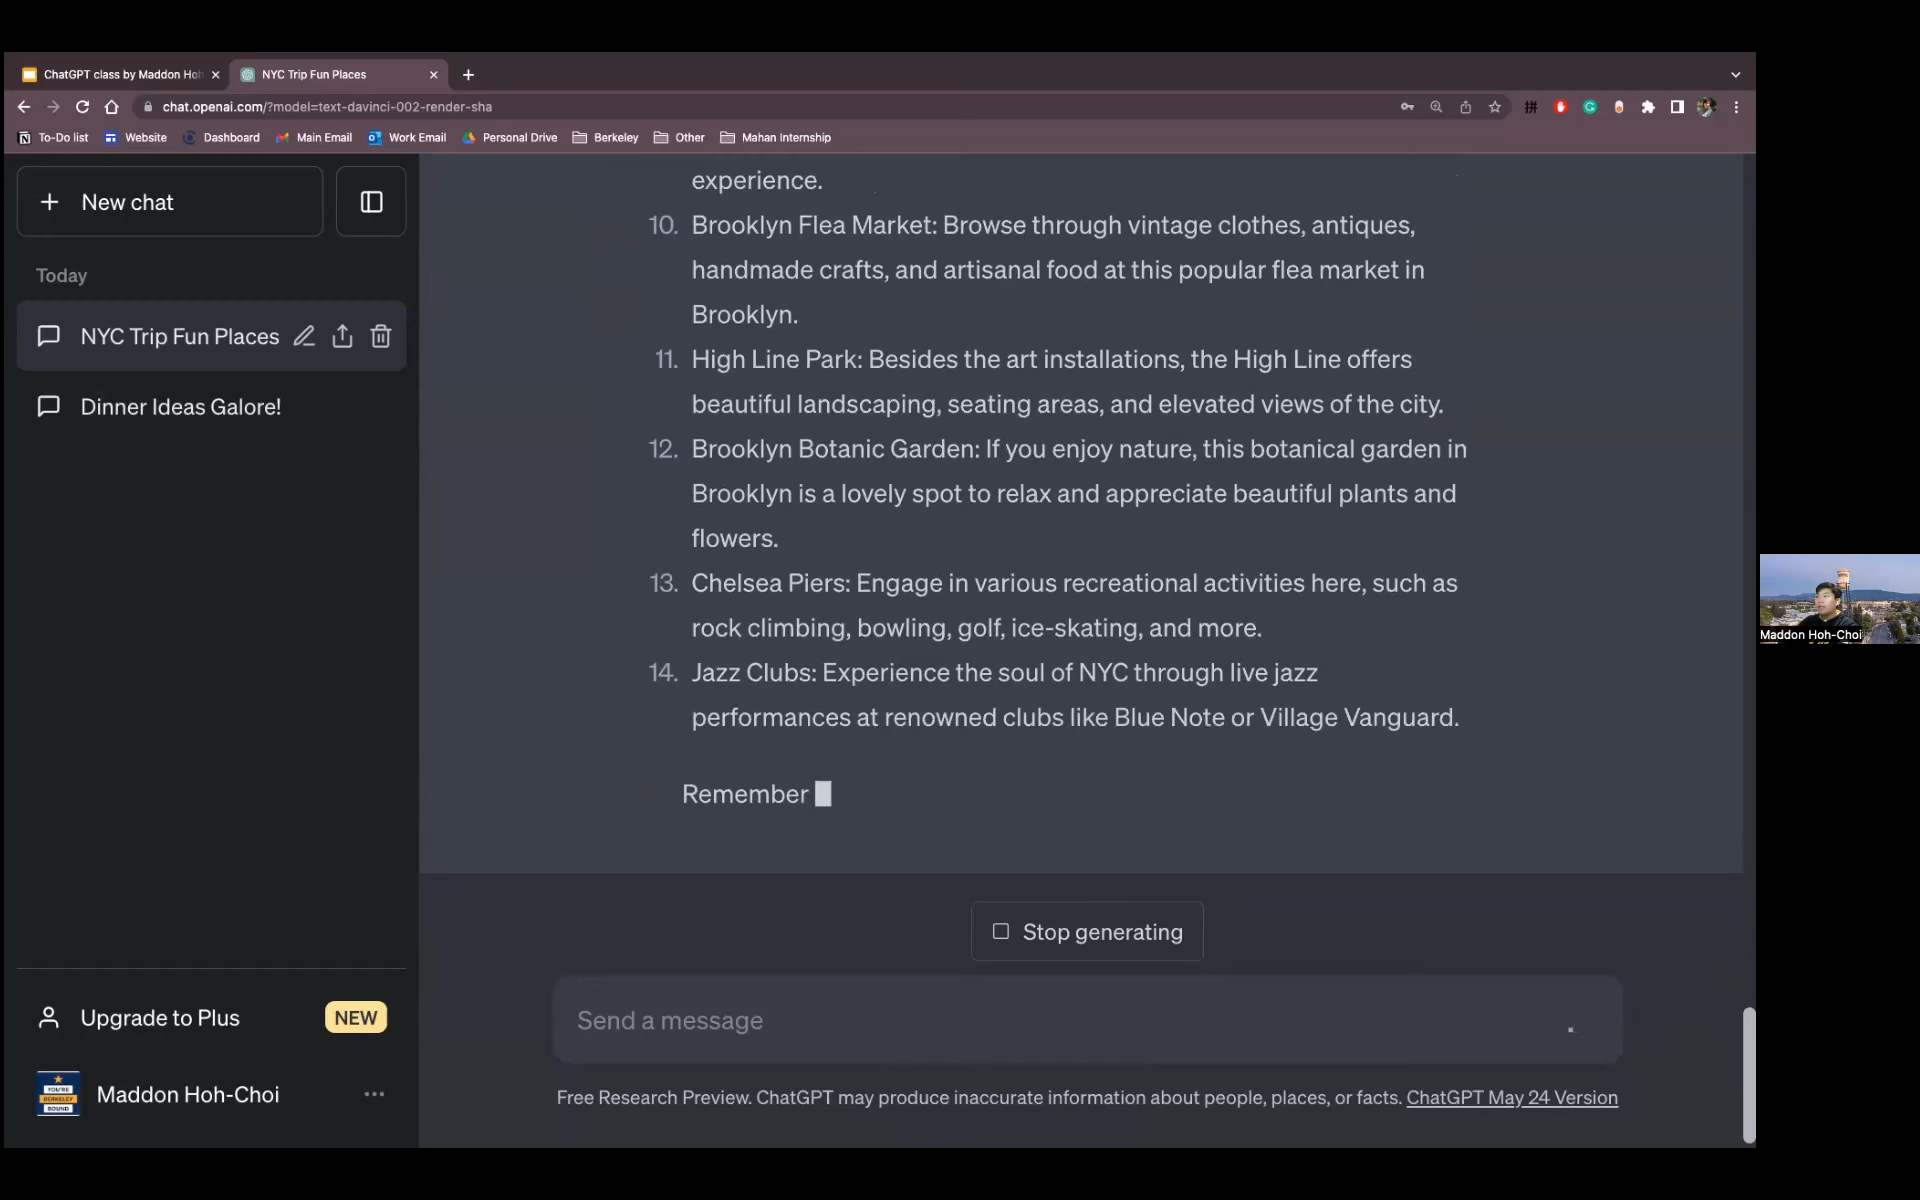 ChatGPT class by Maddon Hoh
NYC Trip Fun Places
chat.openai.com/?model=text-davinci-002-render-sha
To-Do list Website Dashboard Main Email Work Email Personal Drive Berkeley Other Mahan Internship
New chat
Today
NYC Trip Fun Places
Dinner Ideas Galore!
experience.
10. Brooklyn Flea Market: Browse through vintage clothes, antiques,
handmade crafts, and artisanal food at this popular flea market in
Brooklyn.
11. High Line Park: Besides the art installations, the High Line offers
beautiful landscaping, seating areas, and elevated views of the city.
12. Brooklyn Botanic Garden: If you enjoy nature, this botanical garden in
Brooklyn is a lovely spot to relax and appreciate beautiful plants and
flowers.
13. Chelsea Piers: Engage in various recreational activities here, such as
rock climbing, bowling, golf, ice-skating, and more.
14. Jazz Clubs: Experience the soul of NYC through live jazz
performances at renowned clubs like Blue Note or Village Vanguard.
Remember
Stop generating
Send a message
Free Research Preview. ChatGPT may produce inaccurate information about people, places, or facts. ChatGPT May 24 Version
Upgrade to Plus NEW
YOU'RE
BERKELEY
BOUND
Maddon Hoh-Choi
Maddon Hoh-Choi